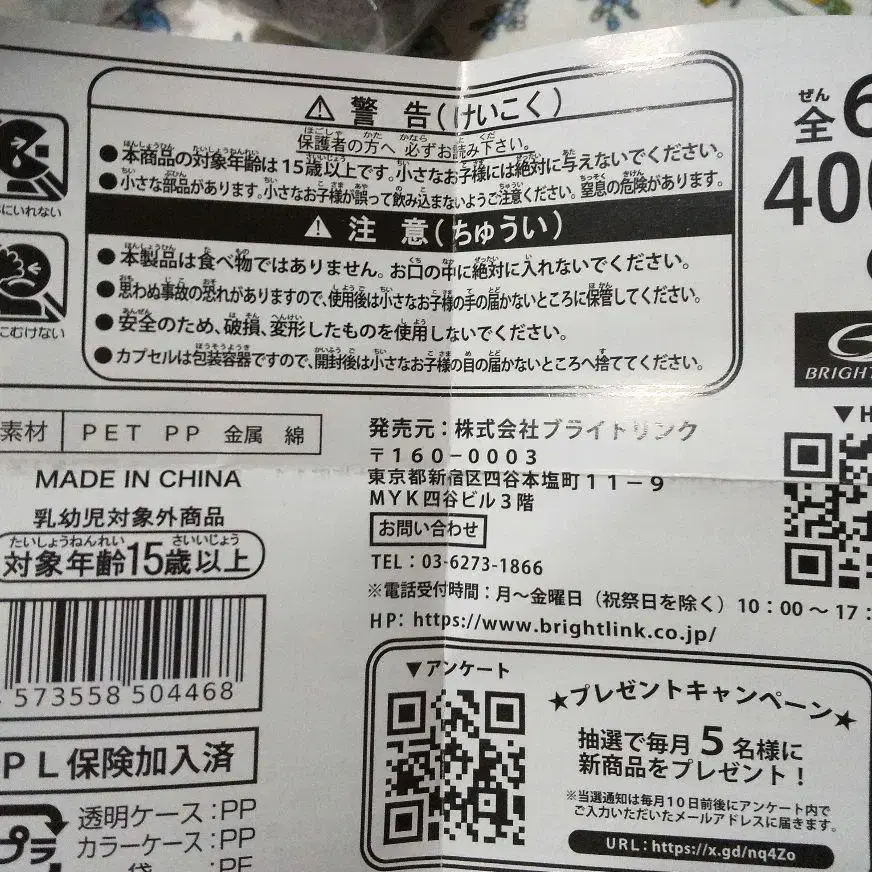 ⚠ 警 告(けいこく)
保護者の方へ 必ずお読み下さい。
●本商品の対象年齢は15歳以上です。小さなお子様には絶対に与えないでください。
●小さな部品があります。小さなお子様が誤って飲み込まないようご注意ください。窒息の危険があります。
⚠ 注 意(ちゅうい)
●本製品は食べ物ではありません。お口の中に絶対に入れないでください。
●思わぬ事故の恐れがありますので、使用後は小さなお子様の手の届かないところに保管してください。
●安全のため、破損、変形したものを使用しないでください。
●カプセルは包装容器ですので、開封後は小さなお子様の目の届かないところへ捨ててください。
にいれない
にむけない
ぜん
全6
400
BRIGHT
▼H
素材 PET PP 金属 綿
MADE IN CHINA
乳幼児対象外商品
たいしょうねんれい さいいじょう
対象年齢15歳以上
573558 504468
PL保険加入済
プラ
透明ケース:PP
カラーケース:PP
袋:PE
発売元:株式会社ブライトリンク
〒160-0003
東京都新宿区四谷本塩町11-9
MYK四谷ビル3階
お問い合わせ
TEL:03-6273-1866
※電話受付時間:月~金曜日(祝祭日を除く)10:00~17:
HP:https://www.brightlink.co.jp/
▼アンケート
★プレゼントキャンペーン★
抽選で毎月5名様に
新商品をプレゼント!
※当選通知は毎月10日前後にアンケート内で
ご入力いただいたメールアドレスに届きます。
URL:https://x.gd/nq4Zo